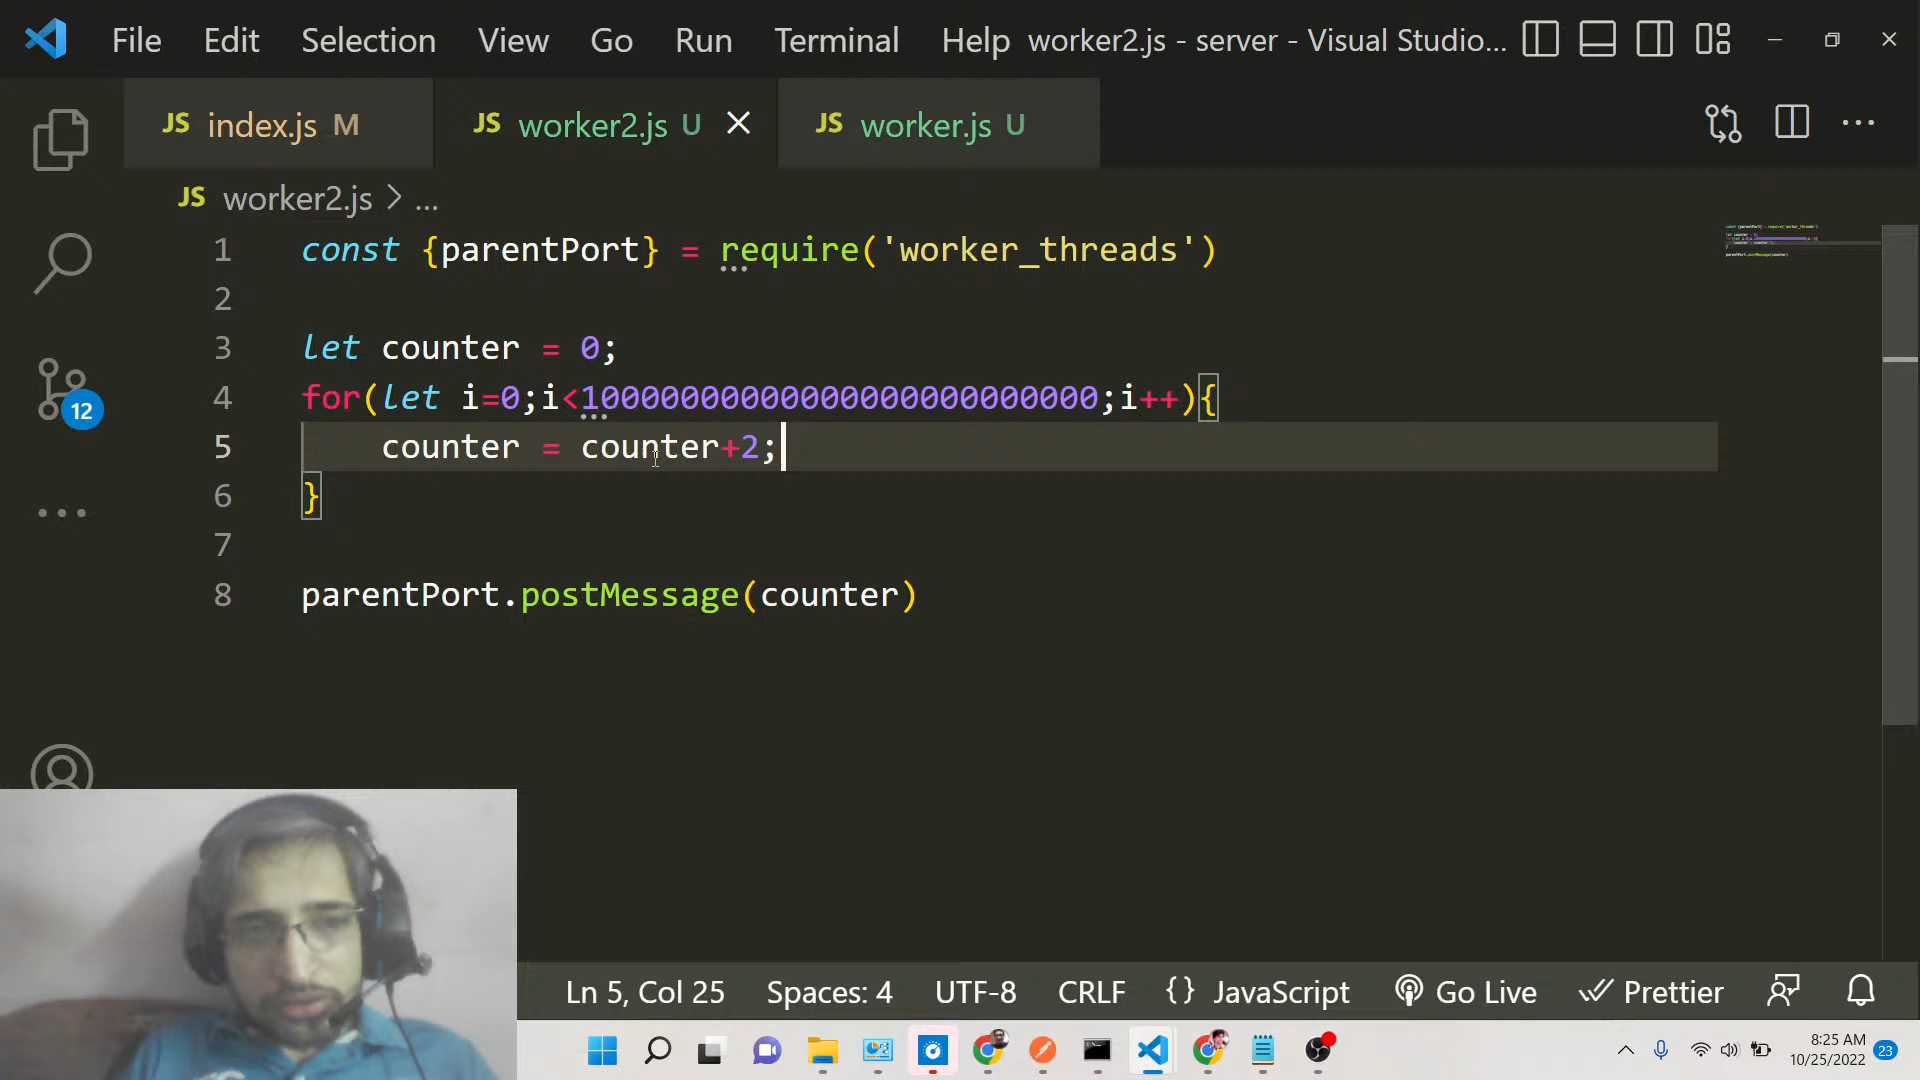 File Edit Selection View Go Run Terminal Help worker2.js - server - Visual Studio...
JS index.js M JS worker2.js U JS worker.js U
JS worker2.js > ...
1 const {parentPort} = require('worker_threads')
2
3 let counter = 0;
4 for(let i=0;i<10000000000000000000000000;i++){
5 counter = counter+2;
6 }
7
8 parentPort.postMessage(counter)
12
Ln 5, Col 25 Spaces: 4 UTF-8 CRLF {} JavaScript Go Live Prettier
8:25 AM
10/25/2022 23